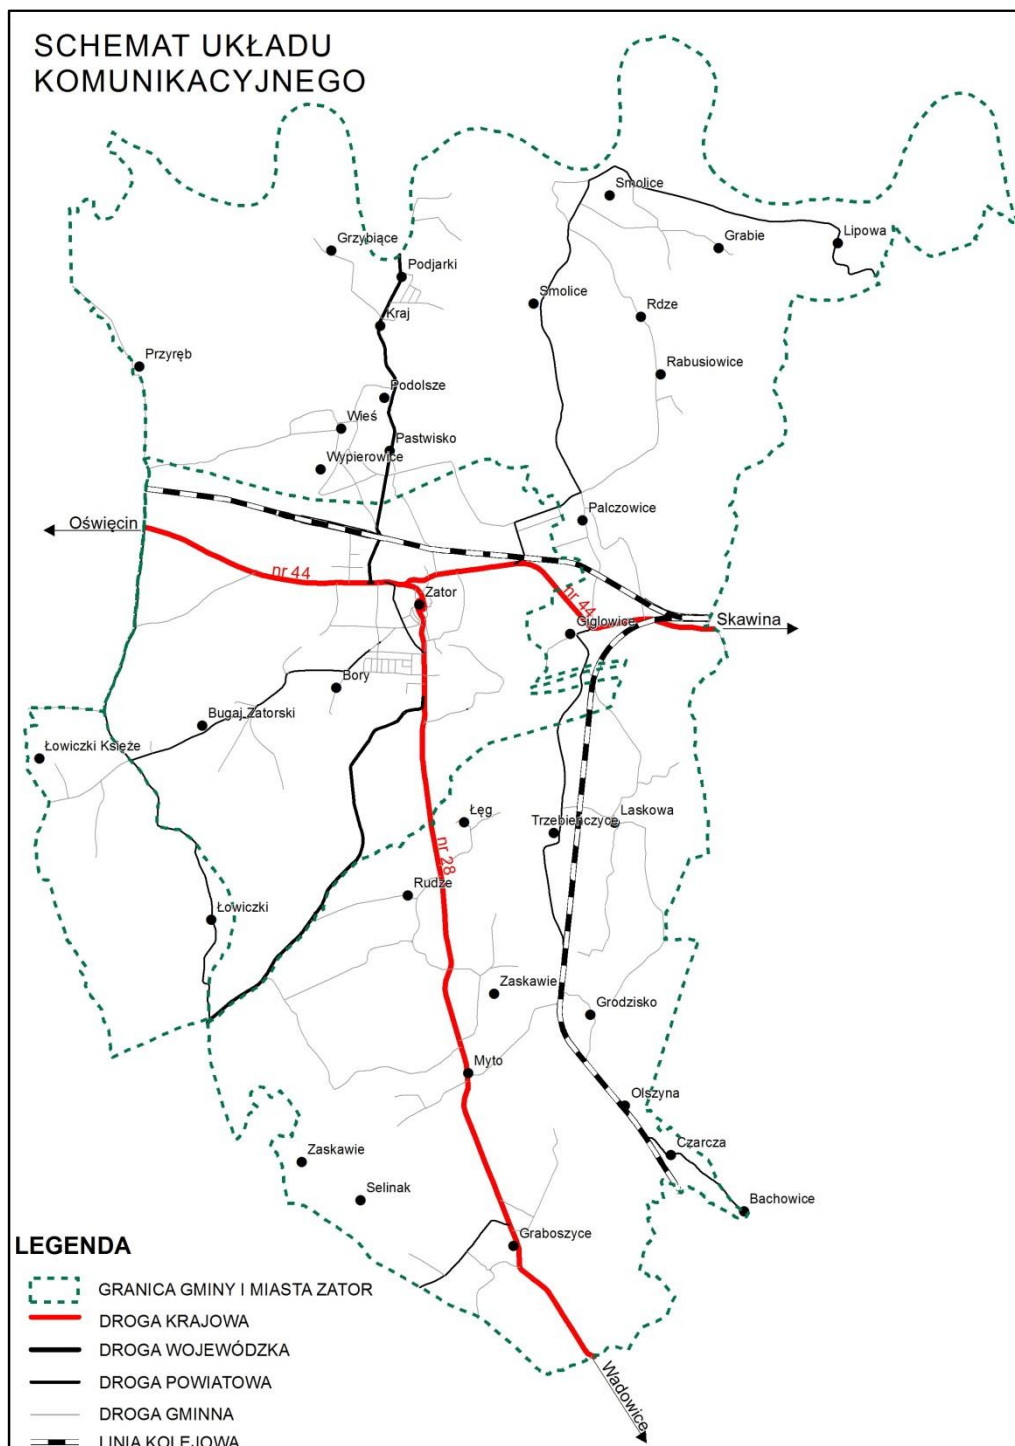 SCHEMAT UKŁADU
KOMUNIKACYJNEGO
Smolice
Grzybiące
Grabie
Lipowa
Podjarki
Smolice
Rdze
Kraj
Przyręb
Rabusiowice
Podolsze
Wieś
Pastwisko
Wypierowice
Oświęcin
Palczowice
nr 44
Zator
nr 44
Giglowice
Skawina
Bory
Bugaj Zatorski
Łowiczki Księże
Łęg
Trzebieńczyce
Laskowa
nr 28
Rudze
Łowiczki
Zaskawie
Grodzisko
Myto
Olszyna
Zaskawie
Czarcza
Selinak
Bachowice
Graboszyce
Wadowice
LEGENDA
GRANICA GMINY I MIASTA ZATOR
DROGA KRAJOWA
DROGA WOJEWÓDZKA
DROGA POWIATOWA
DROGA GMINNA
LINIA KOLEJOWA